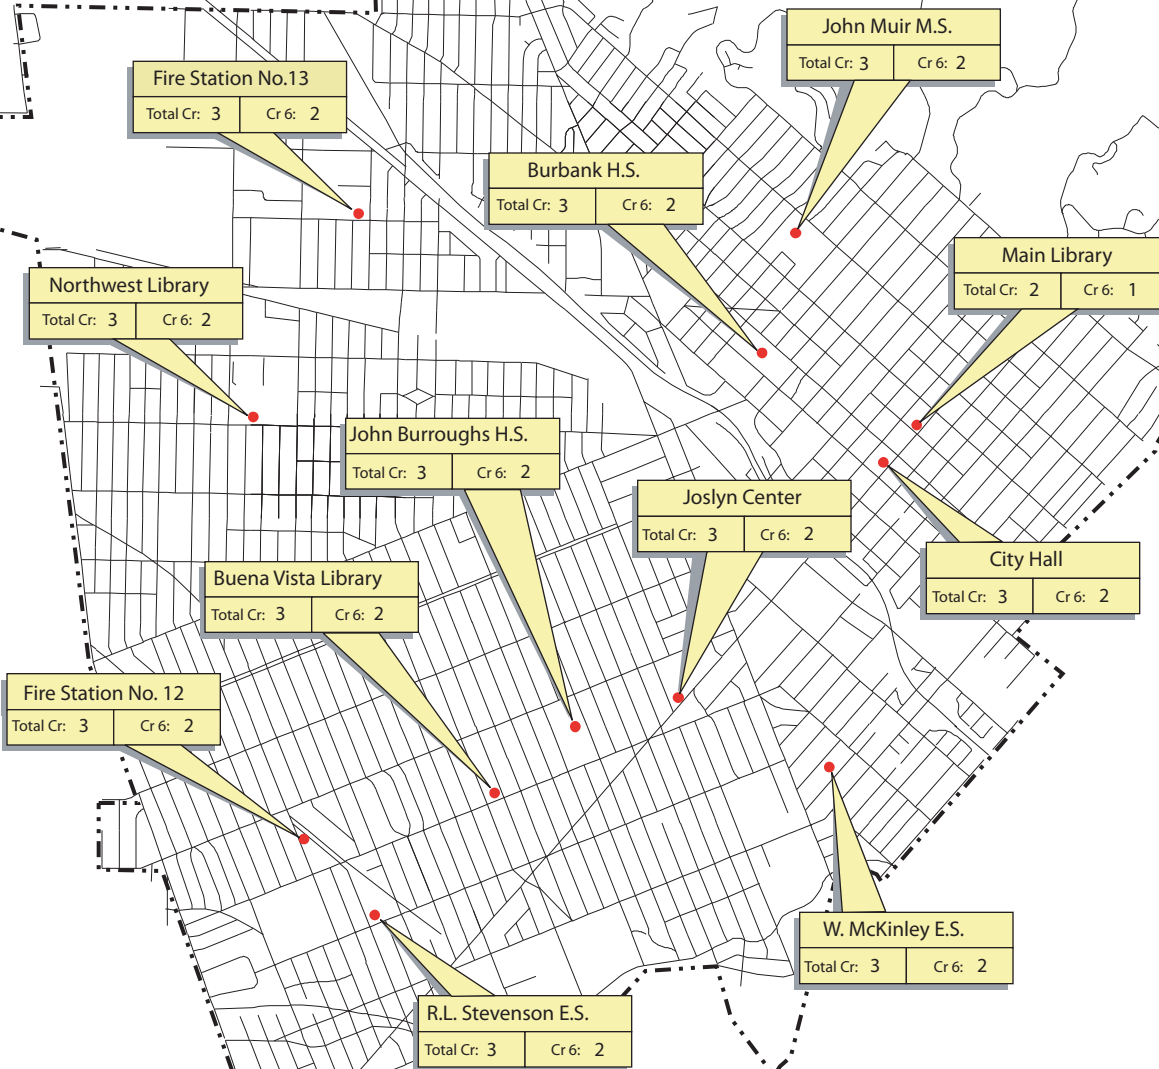 John Muir M.S.
Total Cr: 3 Cr 6: 2
Fire Station No.13
Total Cr: 3 Cr 6: 2
Burbank H.S.
Total Cr: 3 Cr 6: 2
Main Library
Total Cr: 2 Cr 6: 1
Northwest Library
Total Cr: 3 Cr 6: 2
John Burroughs H.S.
Total Cr: 3 Cr 6: 2
Joslyn Center
Total Cr: 3 Cr 6: 2
City Hall
Total Cr: 3 Cr 6: 2
Buena Vista Library
Total Cr: 3 Cr 6: 2
Fire Station No. 12
Total Cr: 3 Cr 6: 2
W. McKinley E.S.
Total Cr: 3 Cr 6: 2
R.L. Stevenson E.S.
Total Cr: 3 Cr 6: 2